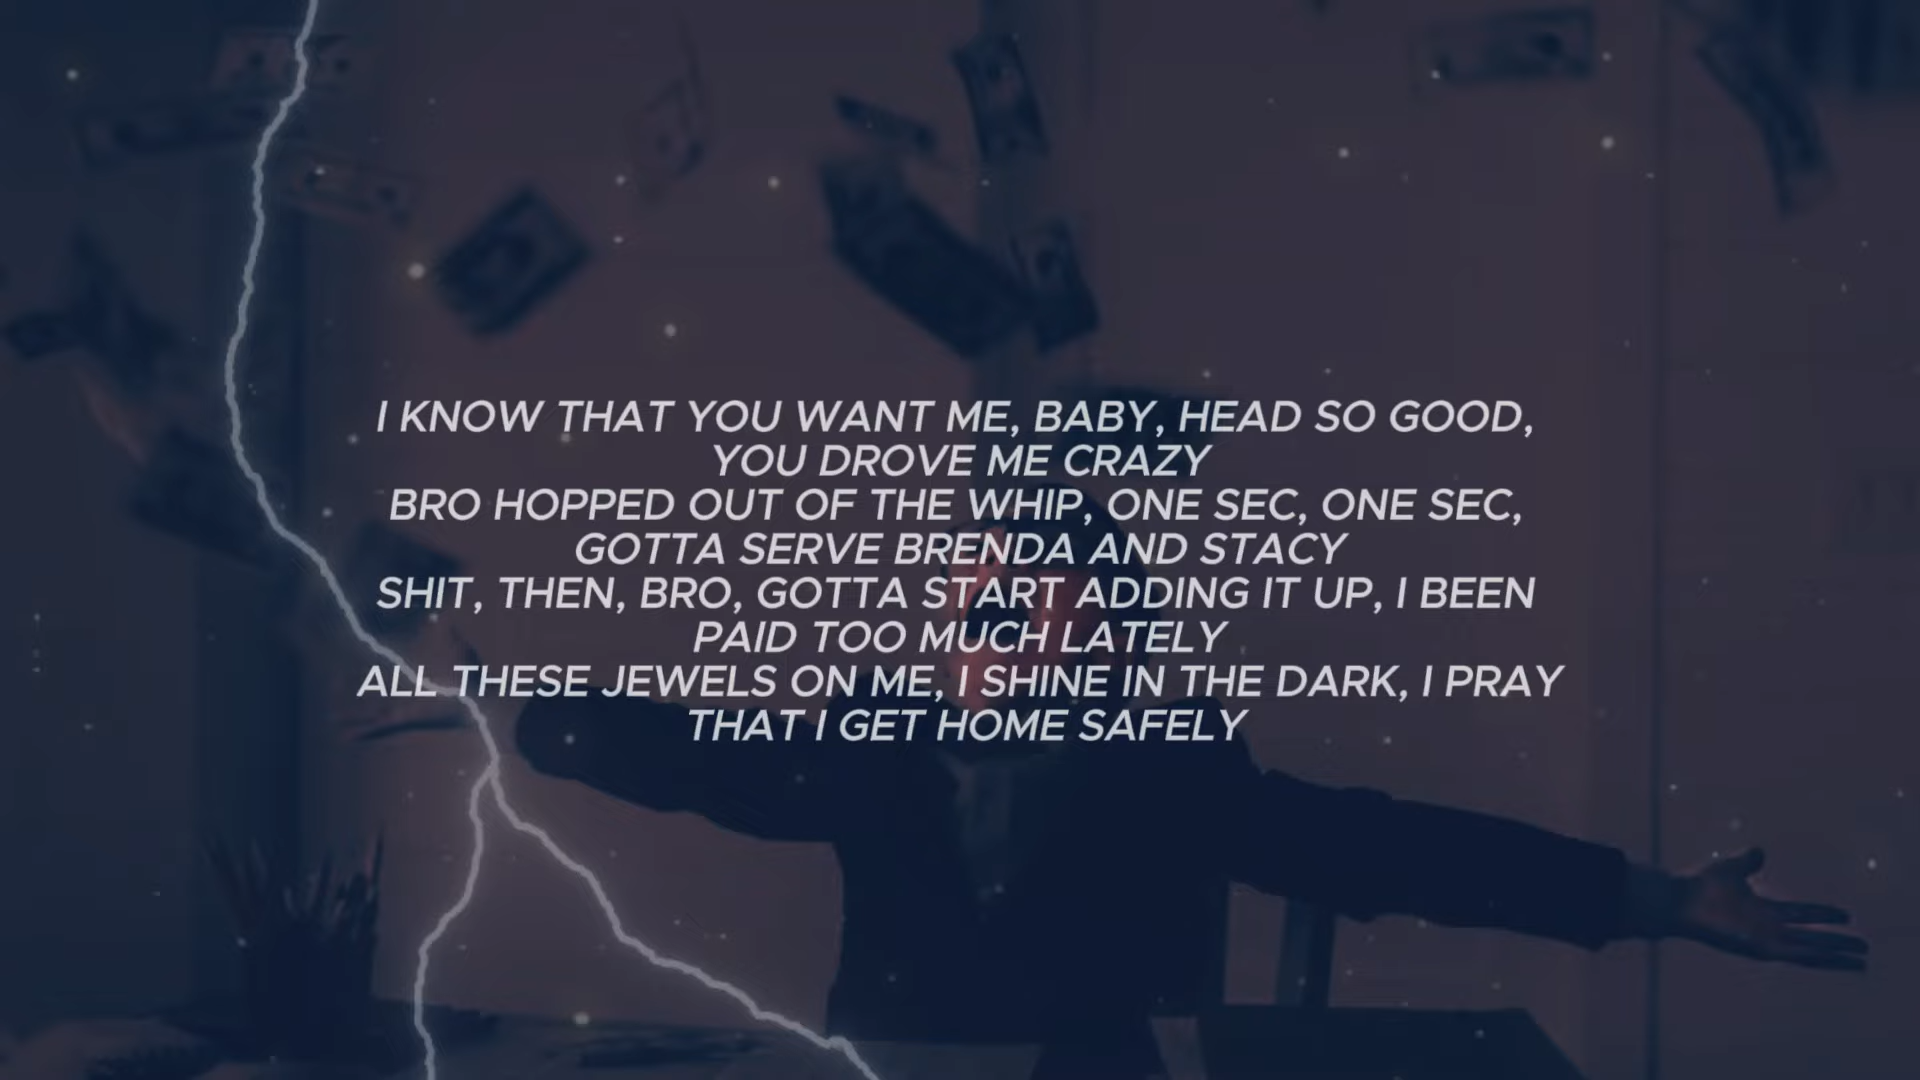 I KNOW THAT YOU WANT ME, BABY, HEAD SO GOOD,
YOU DROVE ME CRAZY
BRO HOPPED OUT OF THE WHIP, ONE SEC, ONE SEC,
GOTTA SERVE BRENDA AND STACY
SHIT, THEN, BRO, GOTTA START ADDING IT UP, I BEEN
PAID TOO MUCH LATELY
ALL THESE JEWELS ON ME, I SHINE IN THE DARK, I PRAY
THAT I GET HOME SAFELY